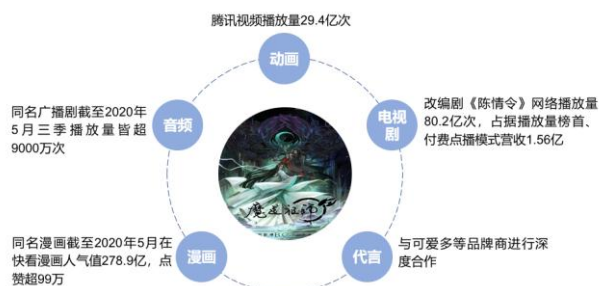 腾讯视频播放量29.4亿次
动画
同名广播剧截至2020年
5月三季播放量皆超
9000万次
音频
电视
剧
改编剧《陈情令》网络播放量
80.2亿次，占据播放量榜首、
付费点播模式营收1.56亿
魔道祖师
同名漫画截至2020年5月在
快看漫画人气值278.9亿，点
赞超99万
漫画
代言
与可爱多等品牌商进行深
度合作